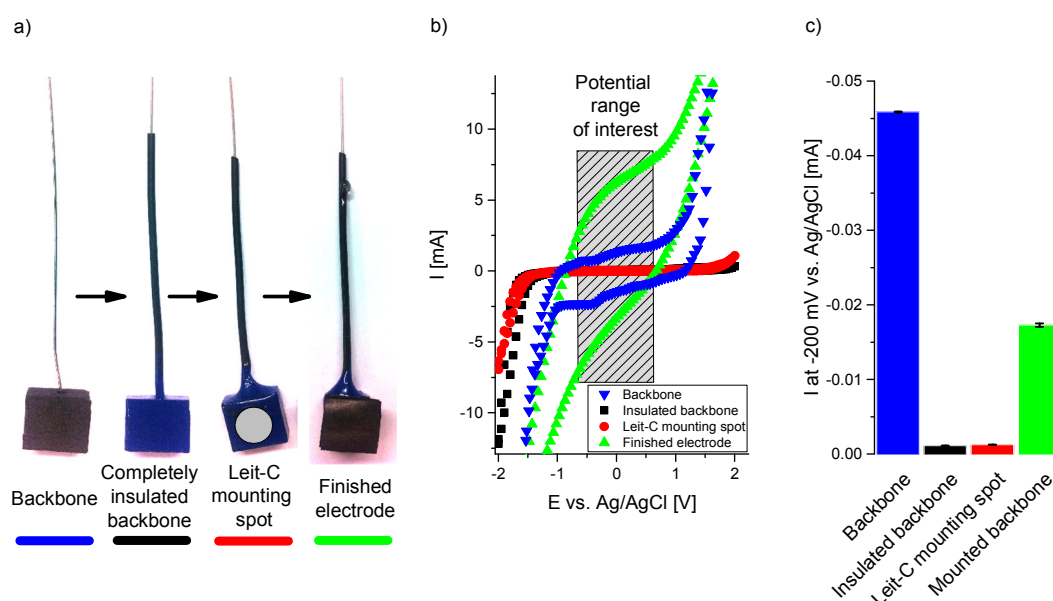 a)
Backbone
Completely
insulated
backbone
Leit-C
mounting
spot
Finished
electrode
b)
Potential
range
of interest
I [mA]
10
5
0
-5
-10
-2
-1
0
1
2
E vs. Ag/AgCl [V]
Backbone
Insulated backbone
Leit-C mounting spot
Finished electrode
c)
I at -200 mV vs. Ag/AgCl [mA]
-0.05
-0.04
-0.03
-0.02
-0.01
0.00
Backbone
Insulated backbone
Leit-C mounting spot
Mounted backbone